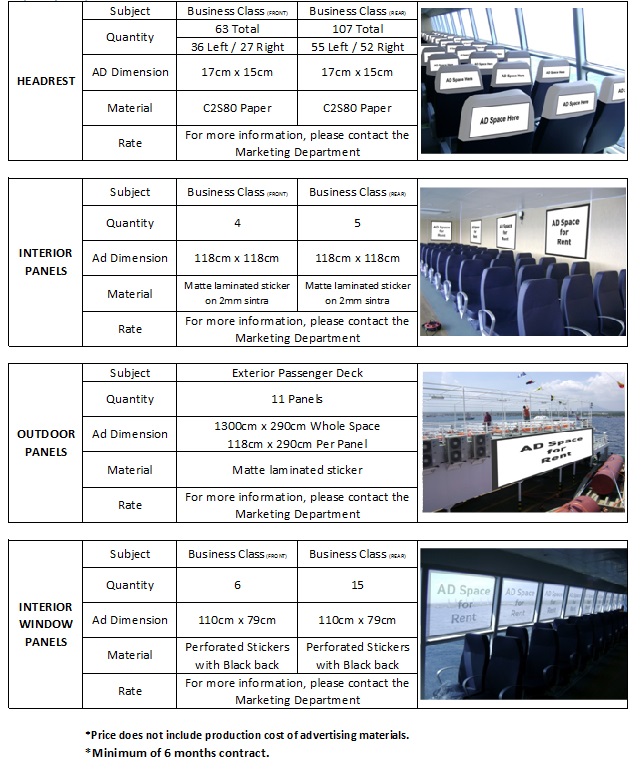 HEADREST
Subject
Business Class (FRONT)
Business Class (REAR)
Quantity
63 Total
107 Total
36 Left / 27 Right
55 Left / 52 Right
AD Dimension
17cm x 15cm
17cm x 15cm
Material
C2S80 Paper
C2S80 Paper
Rate
For more information, please contact the
Marketing Department
AD Space Here
AD Space Here
AD Space Here
AD Space Here
AD Space Here
INTERIOR
PANELS
Subject
Business Class (FRONT)
Business Class (REAR)
Quantity
4
5
Ad Dimension
118cm x 118cm
118cm x 118cm
Material
Matte laminated sticker
on 2mm sintra
Matte laminated sticker
on 2mm sintra
Rate
For more information, please contact the
Marketing Department
AD Space
for
Rent
AD Space
for
Rent
AD Space
for
Rent
OUTDOOR
PANELS
Subject
Exterior Passenger Deck
Quantity
11 Panels
Ad Dimension
1300cm x 290cm Whole Space
118cm x 290cm Per Panel
Material
Matte laminated sticker
Rate
For more information, please contact the
Marketing Department
AD Space
for
Rent
INTERIOR
WINDOW
PANELS
Subject
Business Class (FRONT)
Business Class (REAR)
Quantity
6
15
Ad Dimension
110cm x 79cm
110cm x 79cm
Material
Perforated Stickers
with Black back
Perforated Stickers
with Black back
Rate
For more information, please contact the
Marketing Department
AD Space
for
Rent
AD Space
for
Rent
*Price does not include production cost of advertising materials.
*Minimum of 6 months contract.